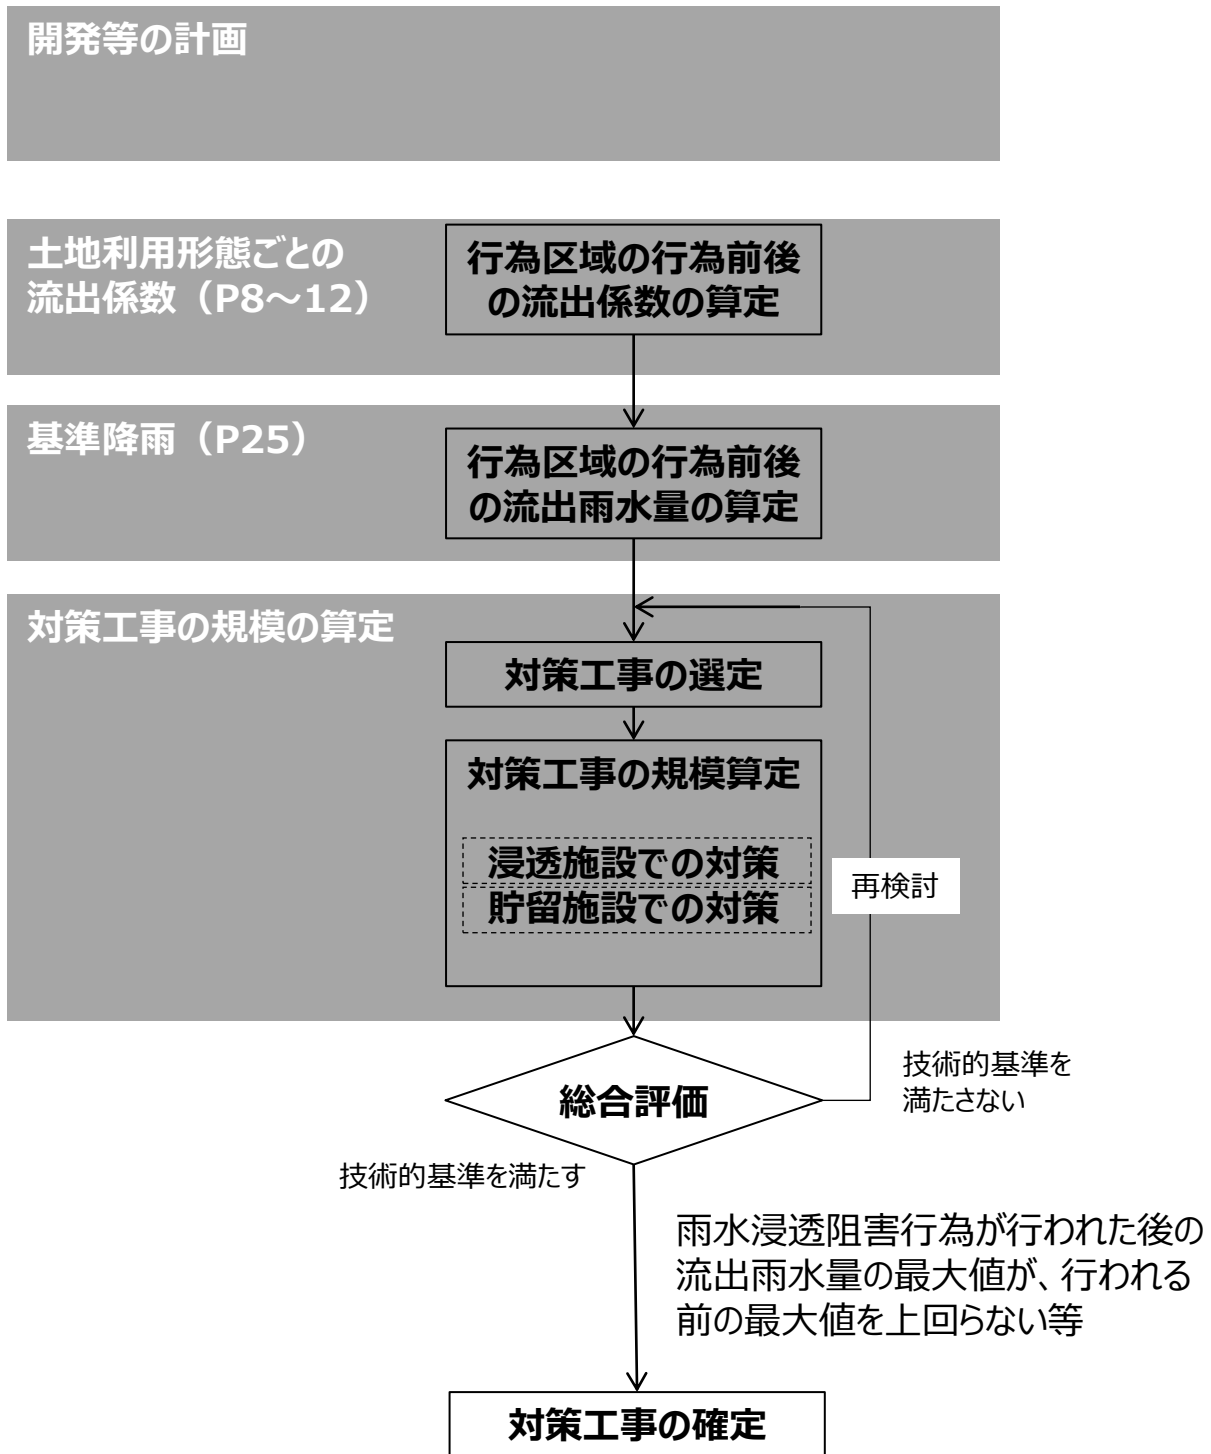 開発等の計画
土地利用形態ごとの
流出係数（P8～12）
行為区域の行為前後
の流出係数の算定
基準降雨（P25）
行為区域の行為前後
の流出雨水量の算定
対策工事の規模の算定
対策工事の選定
対策工事の規模算定
浸透施設での対策
貯留施設での対策
再検討
総合評価
技術的基準を
満たさない
技術的基準を満たす
雨水浸透阻害行為が行われた後の
流出雨水量の最大値が、行われる
前の最大値を上回らない等
対策工事の確定